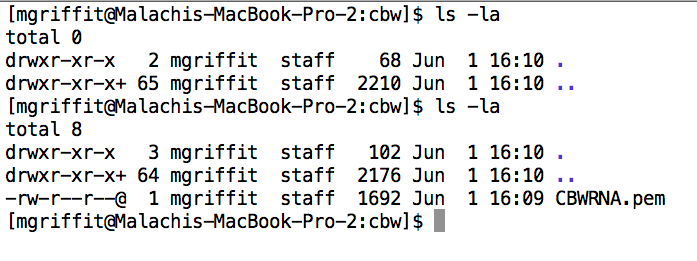 [mgriffit@Malachis-MacBook-Pro-2:cbw]$ ls -la
total 0
drwxr-xr-x   2 mgriffit  staff    68 Jun  1 16:10 .
drwxr-xr-x+ 65 mgriffit  staff  2210 Jun  1 16:10 ..
[mgriffit@Malachis-MacBook-Pro-2:cbw]$ ls -la
total 8
drwxr-xr-x   3 mgriffit  staff   102 Jun  1 16:10 .
drwxr-xr-x+ 64 mgriffit  staff  2176 Jun  1 16:10 ..
-rw-r--r--@  1 mgriffit  staff  1692 Jun  1 16:09 CBWRNA.pem
[mgriffit@Malachis-MacBook-Pro-2:cbw]$